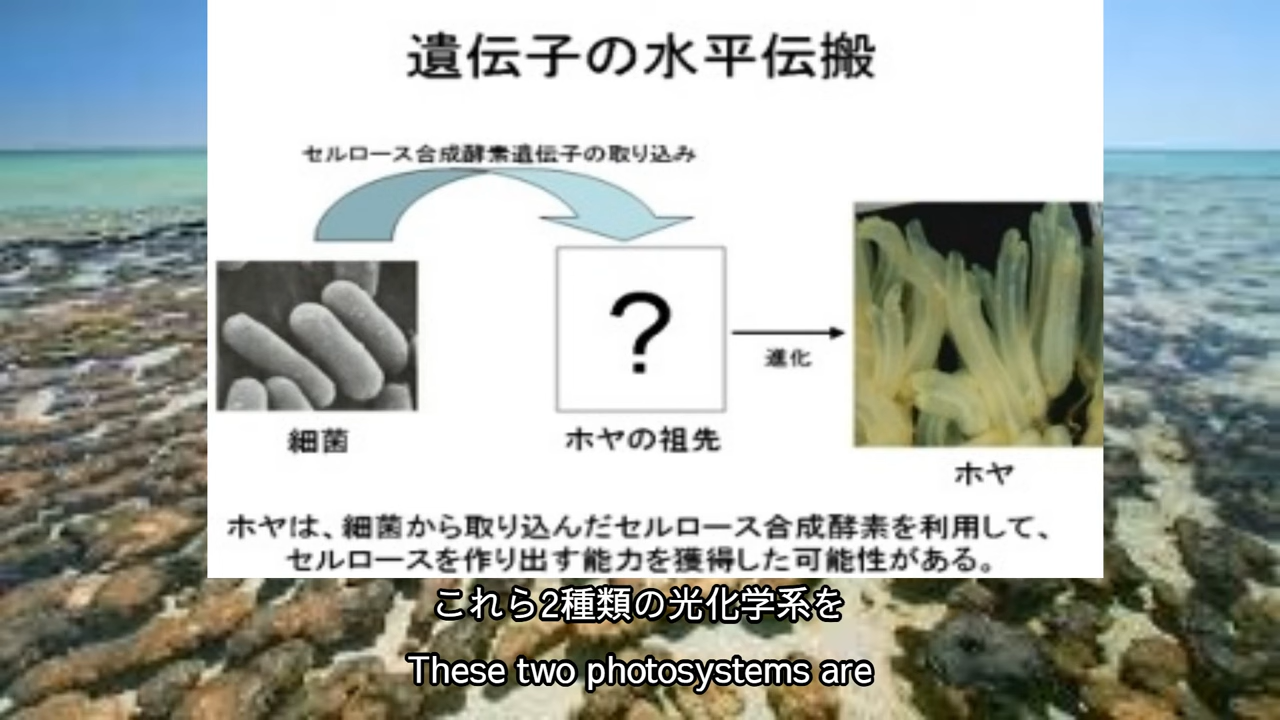 遺伝子の水平伝搬
セルロース合成酵素遺伝子の取り込み
?
進化
細菌
ホヤの祖先
ホヤ
ホヤは、細菌から取り込んだセルロース合成酵素を利用して、
セルロースを作り出す能力を獲得した可能性がある。
これら2種類の光化学系を
These two photosystems are